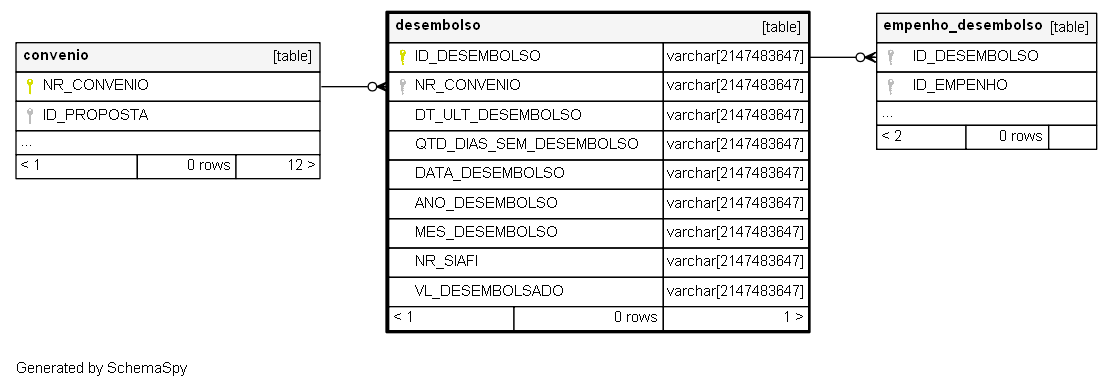 convenio [table]
NR_CONVENIO
ID_PROPOSTA
...
< 1 0 rows 12 >
desembolso [table]
ID_DESEMBOLSO varchar[2147483647]
NR_CONVENIO varchar[2147483647]
DT_ULT_DESEMBOLSO varchar[2147483647]
QTD_DIAS_SEM_DESEMBOLSO varchar[2147483647]
DATA_DESEMBOLSO varchar[2147483647]
ANO_DESEMBOLSO varchar[2147483647]
MES_DESEMBOLSO varchar[2147483647]
NR_SIAFI varchar[2147483647]
VL_DESEMBOLSADO varchar[2147483647]
< 1 0 rows 1 >
empenho_desembolso [table]
ID_DESEMBOLSO
ID_EMPENHO
...
< 2 0 rows
Generated by SchemaSpy